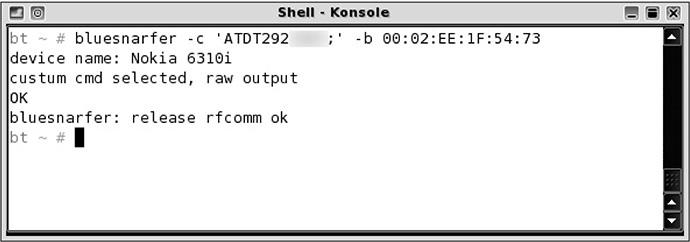 Shell - Konsole
bt ~ # bluesnarfer -c 'ATDT292 ;' -b 00:02:EE:1F:54:73
device name: Nokia 6310i
custum cmd selected, raw output
OK
bluesnarfer: release rfcomm ok
bt ~ #